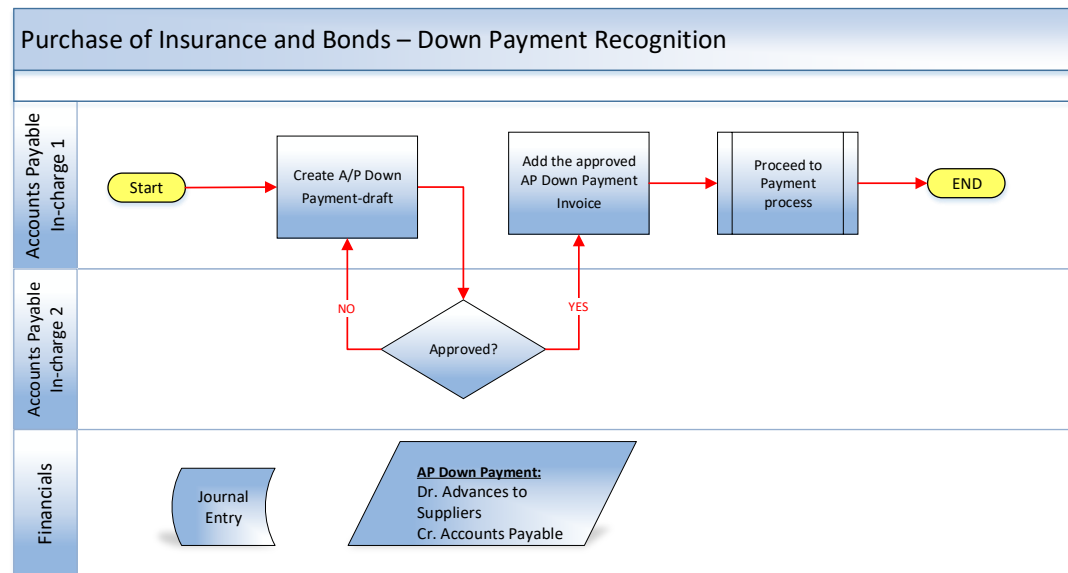 Purchase of Insurance and Bonds – Down Payment Recognition
Accounts Payable
In-charge 1
Start
Create A/P Down
Payment-draft
Add the approved
AP Down Payment
Invoice
Proceed to
Payment
process
END
Accounts Payable
In-charge 2
NO
Approved?
YES
Financials
Journal
Entry
AP Down Payment:
Dr. Advances to
Suppliers
Cr. Accounts Payable